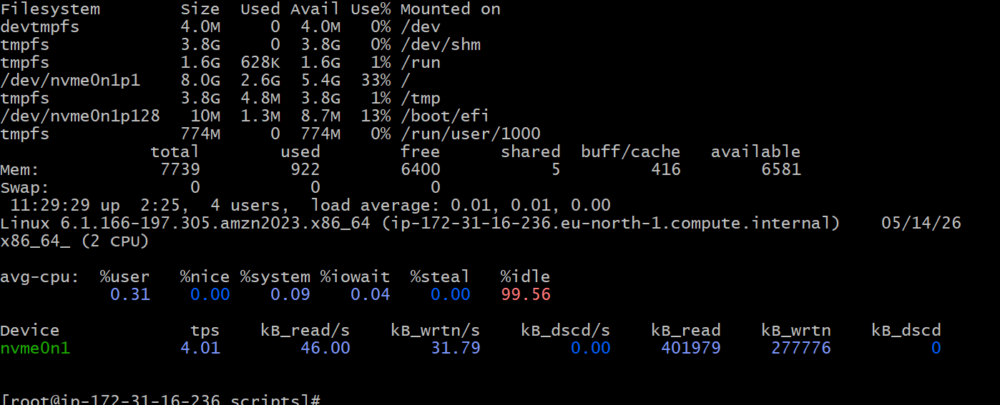 Filesystem Size Used Avail Use% Mounted on
devtmpfs 4.0M 0 4.0M 0% /dev
tmpfs 3.8G 0 3.8G 0% /dev/shm
tmpfs 1.6G 628K 1.6G 1% /run
/dev/nvme0n1p1 8.0G 2.6G 5.4G 33% /
tmpfs 3.8G 4.8M 3.8G 1% /tmp
/dev/nvme0n1p128 10M 1.3M 8.7M 13% /boot/efi
tmpfs 774M 0 774M 0% /run/user/1000
total used free shared buff/cache available
Mem: 7739 922 6400 5 416 6581
Swap: 0 0 0
11:29:29 up 2:25, 4 users, load average: 0.01, 0.01, 0.00
Linux 6.1.166-197.305.amzn2023.x86_64 (ip-172-31-16-236.eu-north-1.compute.internal) 05/14/26
x86_64_ (2 CPU)
avg-cpu: %user %nice %system %iowait %steal %idle
0.31 0.00 0.09 0.04 0.00 99.56
Device tps kB_read/s kB_wrtn/s kB_dscd/s kB_read kB_wrtn kB_dscd
nvme0n1 4.01 46.00 31.79 0.00 401979 277776 0
[root@ip-172-31-16-236 scripts]#